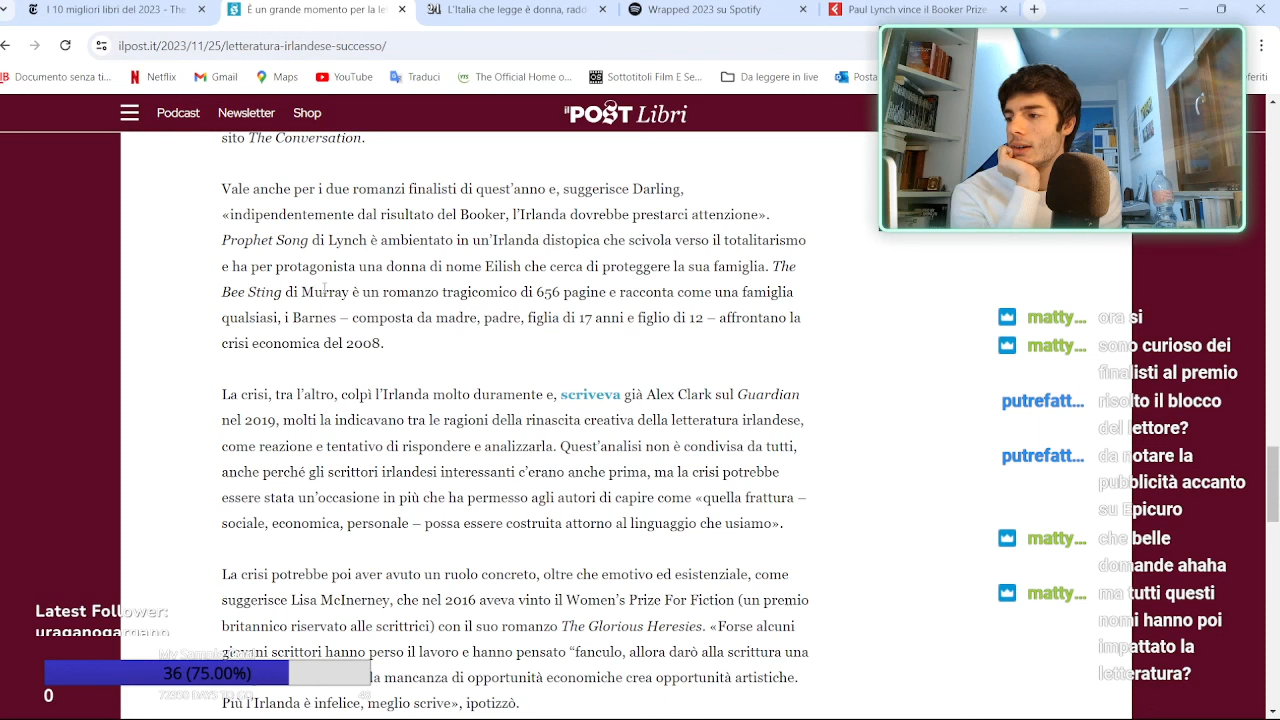 I 10 migliori libri del 2023 - The
È un grande momento per la le
L'Italia che legge è donna, rado
Wrapped 2023 su Spotify
Paul Lynch vince il Booker Prize
ilpost.it/2023/11/25/letteratura-irlandese-successo/
Documento senza ti...
Netflix
Gmail
Maps
YouTube
Traduci
The Official Home o...
Sottotitoli Film E Se...
Da leggere in live
Posta
feriti
Podcast
Newsletter
Shop
il POST Libri
sito The Conversation.
Vale anche per i due romanzi finalisti di quest'anno e, suggerisce Darling,
«indipendentemente dal risultato del Booker, l'Irlanda dovrebbe prestarci attenzione».
Prophet Song di Lynch è ambientato in un'Irlanda distopica che scivola verso il totalitarismo
e ha per protagonista una donna di nome Eilish che cerca di proteggere la sua famiglia. The
Bee Sting di Murray è un romanzo tragicomico di 656 pagine e racconta come una famiglia
qualsiasi, i Barnes – composta da madre, padre, figlia di 17 anni e figlio di 12 – affrontano la
crisi economica del 2008.
La crisi, tra l'altro, colpì l'Irlanda molto duramente e, scriveva già Alex Clark sul Guardian
nel 2019, molti la indicavano tra le ragioni della rinascita creativa della letteratura irlandese,
come reazione e tentativo di rispondere e analizzarla. Quest'analisi non è condivisa da tutti,
anche perché gli scrittori irlandesi interessanti c'erano anche prima, ma la crisi potrebbe
essere stata un'occasione in più che ha permesso agli autori di capire come «quella frattura –
sociale, economica, personale – possa essere costruita attorno al linguaggio che usiamo».
La crisi potrebbe poi aver avuto un ruolo concreto, oltre che emotivo ed esistenziale, come
suggerisce Lisa McInerney, che nel 2016 aveva vinto il Women's Prize For Fiction (un premio
britannico riservato alle scrittrici) con il suo romanzo The Glorious Heresies. «Forse alcuni
giovani scrittori hanno perso il lavoro e hanno pensato "fanculo, allora darò alla scrittura una
la mancanza di opportunità economiche crea opportunità artistiche.
Più l'Irlanda è infelice, meglio scrive», ipotizzò.
matty... ora si
matty... sono curioso dei
finalisti al premio
putrefatt... risolto il blocco
del lettore?
putrefatt... da notare la
pubblicità accanto
su Epicuro
matty... che belle
domande ahaha
matty... ma tutti questi
nomi hanno poi
impattato la
letteratura?
Latest Follower:
uraganogargano
My Sample
36 (75.00%)
0
DAYS TO GO
48